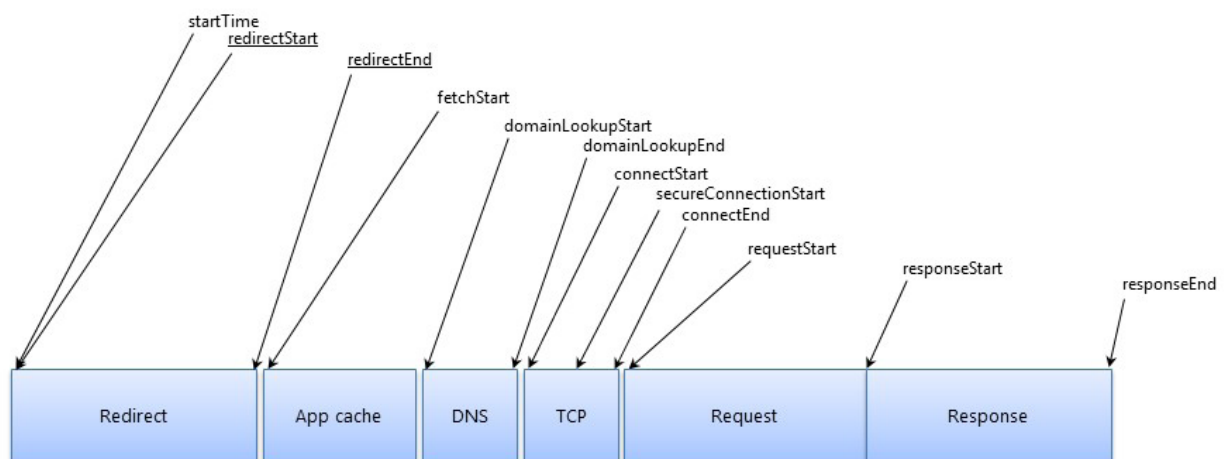 startTime
redirectStart
redirectEnd
fetchStart
domainLookupStart
domainLookupEnd
connectStart
secureConnectionStart
connectEnd
requestStart
responseStart
responseEnd
Redirect
App cache
DNS
TCP
Request
Response